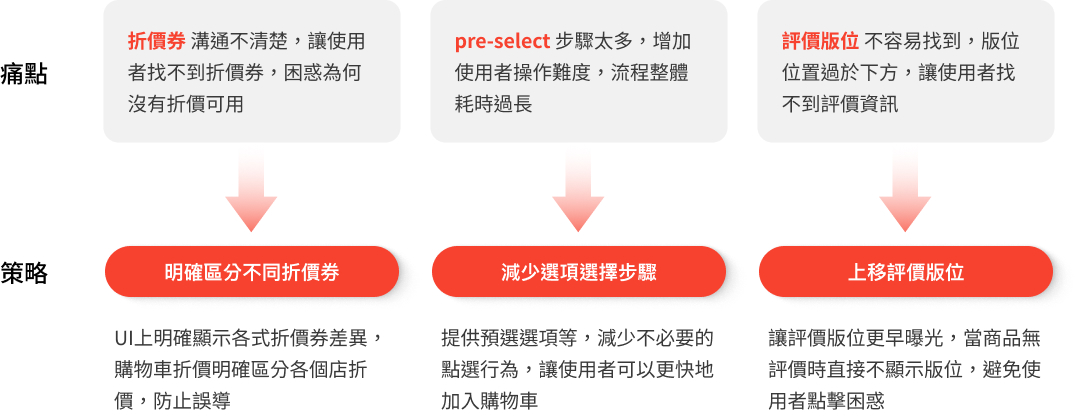 痛點
折價券 溝通不清楚，讓使用
者找不到折價券，困惑為何
沒有折價可用
pre-select 步驟太多，增加
使用者操作難度，流程整體
耗時過長
評價版位 不容易找到，版位
位置過於下方，讓使用者找
不到評價資訊
策略
明確區分不同折價券
減少選項選擇步驟
上移評價版位
UI上明確顯示各式折價券差異，
購物車折價明確區分各個店折
價，防止誤導
提供預選選項等，減少不必要的
點選行為，讓使用者可以更快地
加入購物車
讓評價版位更早曝光，當商品無
評價時直接不顯示版位，避免使
用者點擊困惑